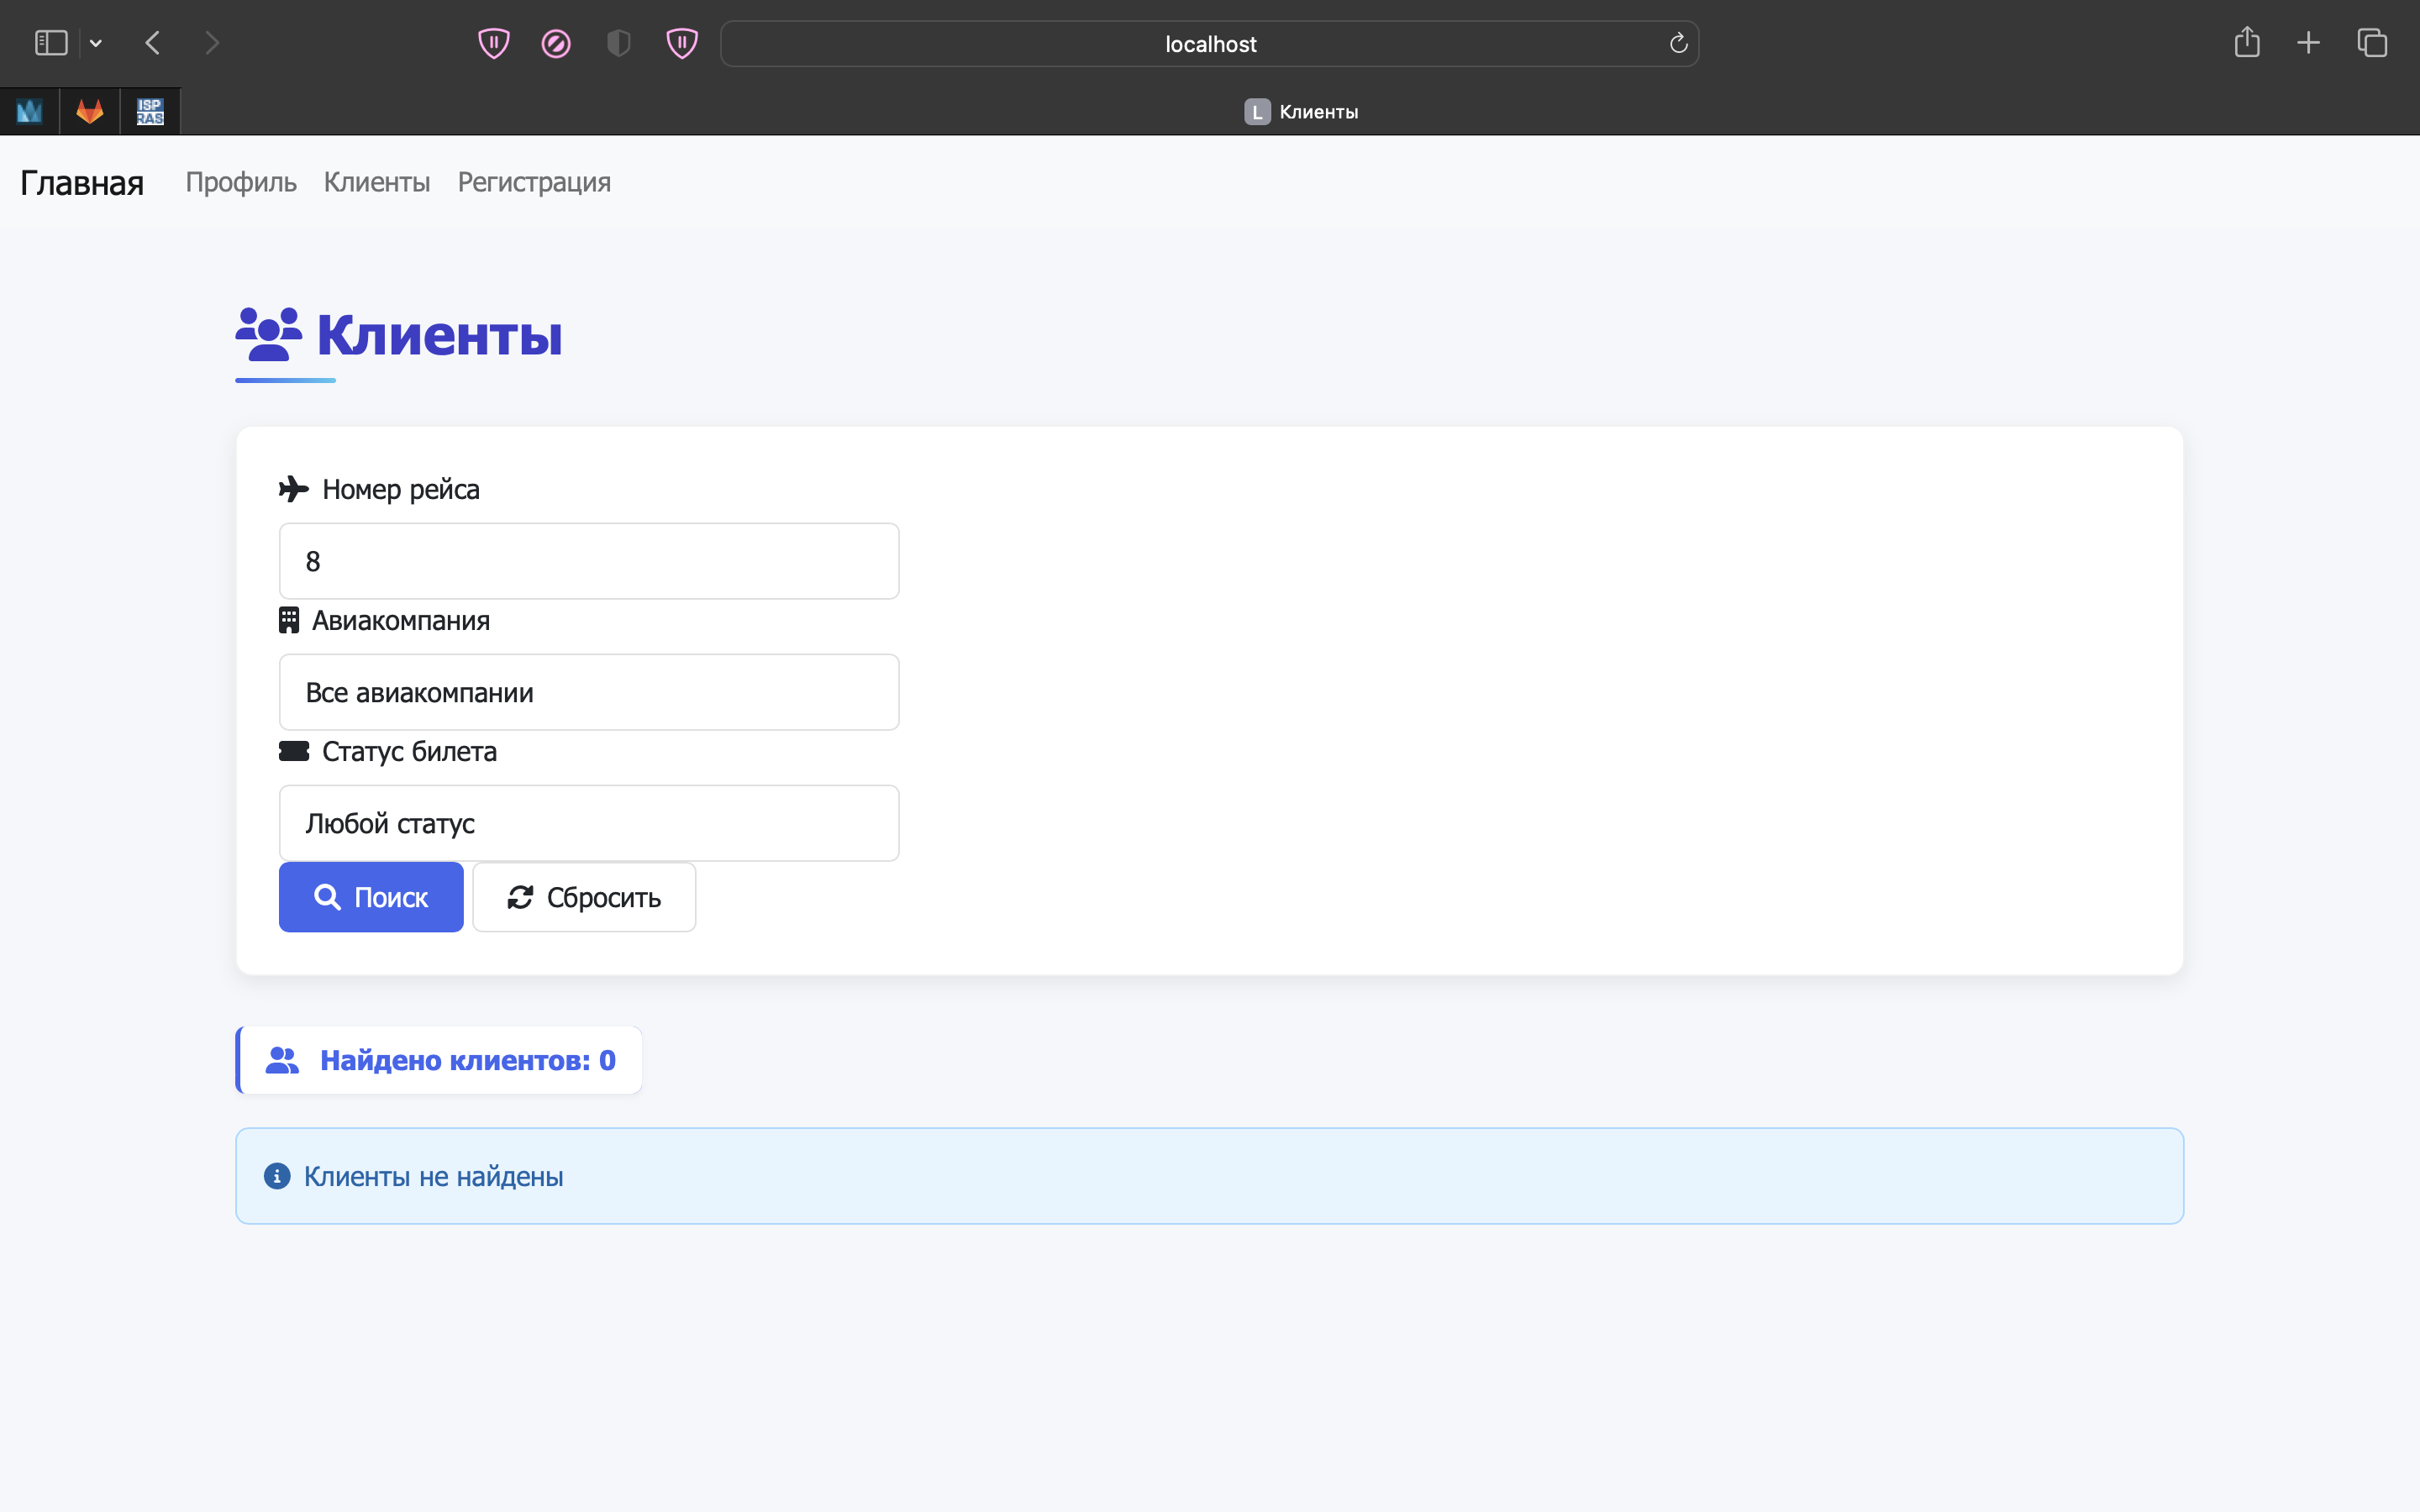 localhost
ISP
RAS
L Клиенты
Главная Профиль Клиенты Регистрация
Клиенты
Номер рейса
8
Авиакомпания
Все авиакомпании
Статус билета
Любой статус
Поиск Сбросить
Найдено клиентов: 0
Клиенты не найдены